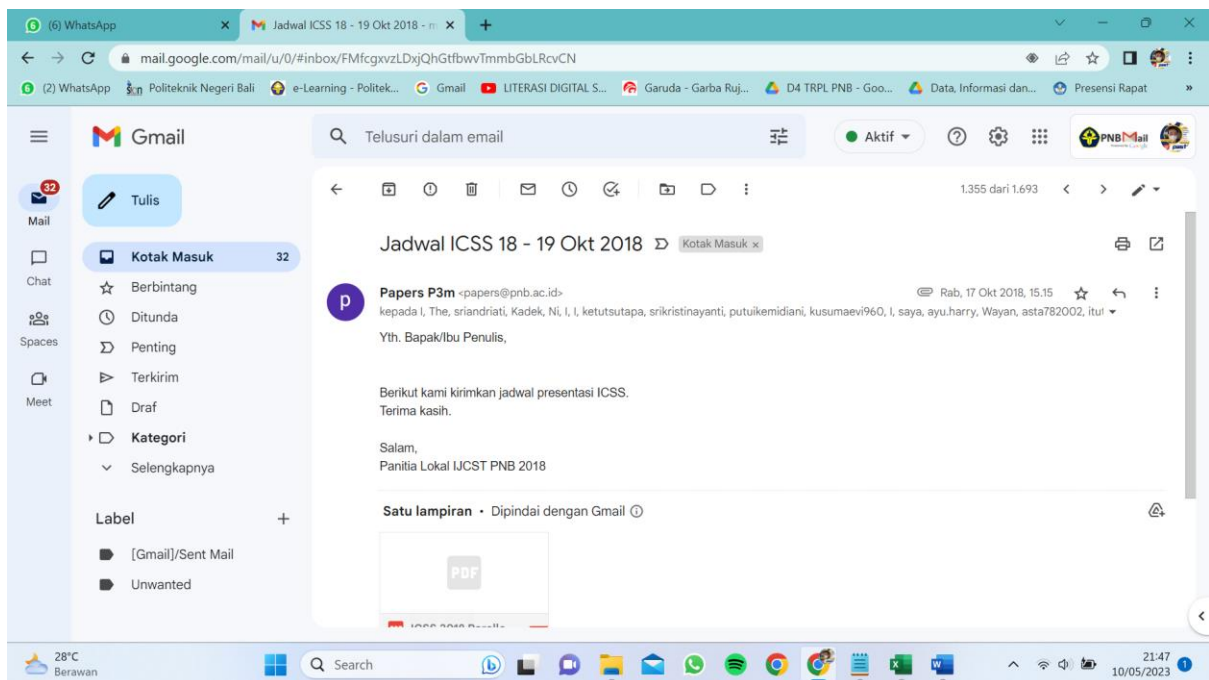 (6) WhatsApp
Jadwal ICSS 18 - 19 Okt 2018 - m
mail.google.com/mail/u/0/#inbox/FMfcgxvzLDxjQhGtfbwvTmmbGbLRcvCN
(2) WhatsApp Politeknik Negeri Bali e-Learning - Politek... Gmail LITERASI DIGITAL S... Garuda - Garba Ruj... D4 TRPL PNB - Goo... Data, Informasi dan... Presensi Rapat »
Gmail
Telusuri dalam email
Aktif
PNBMail
32
Mail
Chat
Spaces
Meet
Tulis
Kotak Masuk 32
Berbintang
Ditunda
Penting
Terkirim
Draf
Kategori
Selengkapnya
Label +
[Gmail]/Sent Mail
Unwanted
1.355 dari 1.693
Jadwal ICSS 18 - 19 Okt 2018 Kotak Masuk x
p
Papers P3m <papers@pnb.ac.id> Rab, 17 Okt 2018, 15.15
kepada I, The, sriandriati, Kadek, Ni, I, I, ketutsutapa, srikristinayanti, putuikemidiani, kusumaevi960, I, saya, ayu.harry, Wayan, asta782002, itut
Yth. Bapak/Ibu Penulis,
Berikut kami kirimkan jadwal presentasi ICSS.
Terima kasih.
Salam,
Panitia Lokal IJCST PNB 2018
Satu lampiran • Dipindai dengan Gmail
PDF
28°C
Berawan
Search
21:47
10/05/2023
1